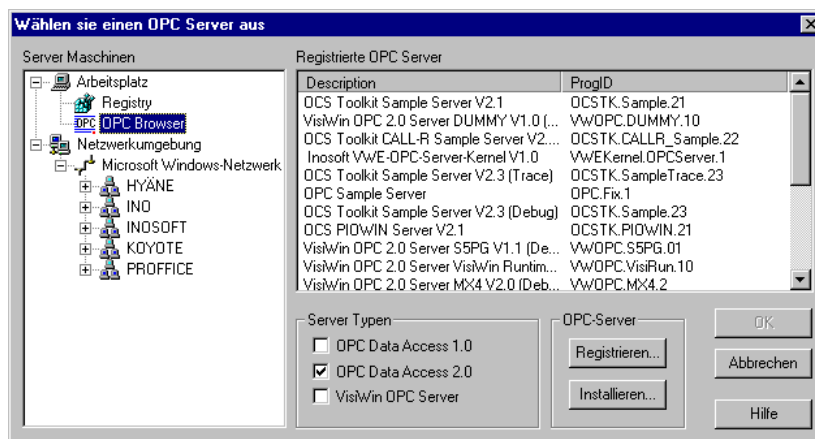 Wählen sie einen OPC Server aus
Server Maschinen
Arbeitsplatz
Registry
OPC OPC Browser
Netzwerkumgebung
Microsoft Windows-Netzwerk
HYÄNE
INO
INOSOFT
KOYOTE
PROFFICE
Registrierte OPC Server
Description ProgID
OCS Toolkit Sample Server V2.1 OCSTK.Sample.21
VisiWin OPC 2.0 Server DUMMY V1.0 (... VWOPC.DUMMY.10
OCS Toolkit CALL-R Sample Server V2.... OCSTK.CALLR_Sample.22
Inosoft VWE-OPC-Server-Kernel V1.0 VWEKernel.OPCServer.1
OCS Toolkit Sample Server V2.3 (Trace) OCSTK.SampleTrace.23
OPC Sample Server OPC.Fix.1
OCS Toolkit Sample Server V2.3 (Debug) OCSTK.Sample.23
OCS PIOWIN Server V2.1 OCSTK.PIOWIN.21
VisiWin OPC 2.0 Server S5PG V1.1 (De... VWOPC.S5PG.01
VisiWin OPC 2.0 Server VisiWin Runtim... VWOPC.VisiRun.10
VisiWin OPC 2.0 Server MX4 V2.0 (Deb... VWOPC.MX4.2
Server Typen
OPC Data Access 1.0
OPC Data Access 2.0
VisiWin OPC Server
OPC-Server
Registrieren...
Installieren...
OK
Abbrechen
Hilfe